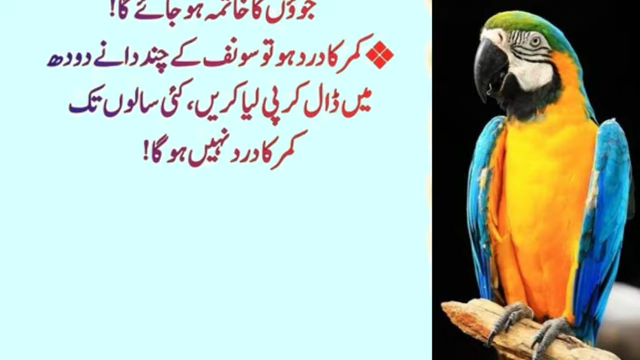 جوؤں کا خاتمہ ہو جائے گا!
❖ کمر کا درد ہو تو سونف کے چند دانے دودھ
میں ڈال کر پی لیا کریں، کئی سالوں تک
کمر کا درد نہیں ہو گا!